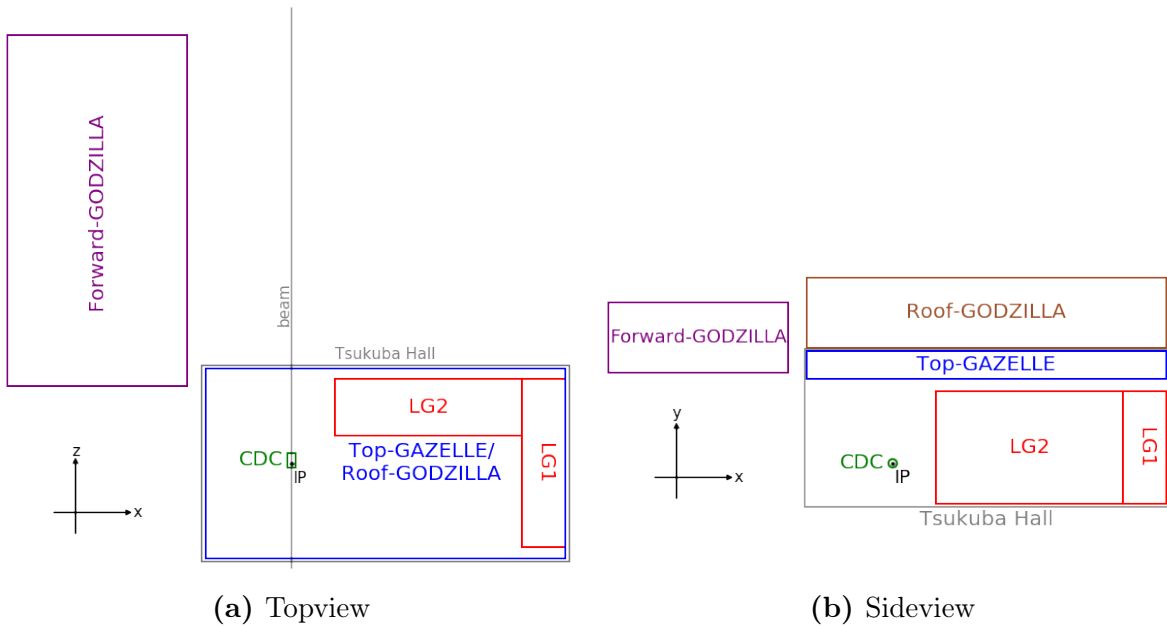 Forward-GODZILLA
beam
Tsukuba Hall
LG2
CDC
Top-GAZELLE/
Roof-GODZILLA
IP
LG1
z
x
(a) Topview
Roof-GODZILLA
Forward-GODZILLA
Top-GAZELLE
y
x
LG2
LG1
CDC
IP
Tsukuba Hall
(b) Sideview